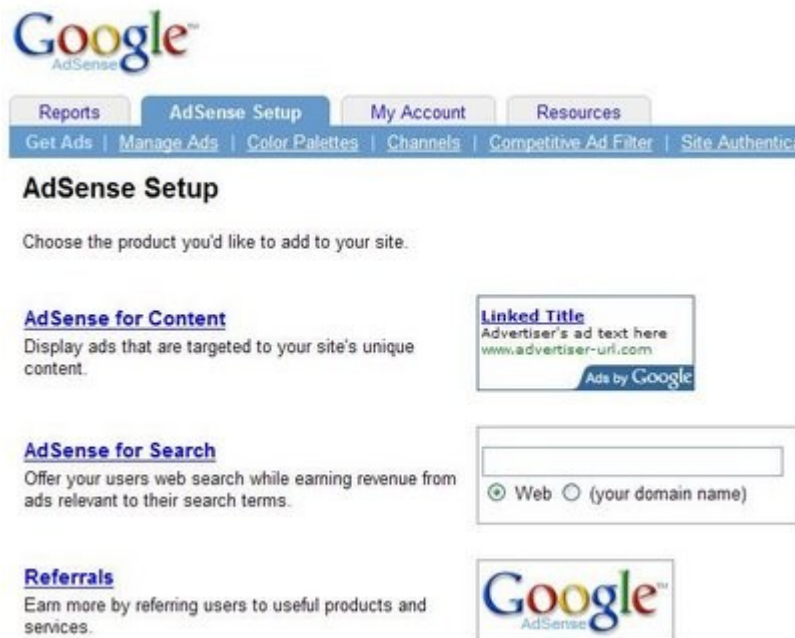 Google™
AdSense
Reports AdSense Setup My Account Resources
Get Ads | Manage Ads | Color Palettes | Channels | Competitive Ad Filter | Site Authentica
AdSense Setup
Choose the product you'd like to add to your site.
AdSense for Content
Display ads that are targeted to your site's unique
content.
Linked Title
Advertiser's ad text here
www.advertiser-url.com
Ads by Google
AdSense for Search
Offer your users web search while earning revenue from
ads relevant to their search terms.
Web (your domain name)
Referrals
Earn more by referring users to useful products and
services.
Google™
AdSense